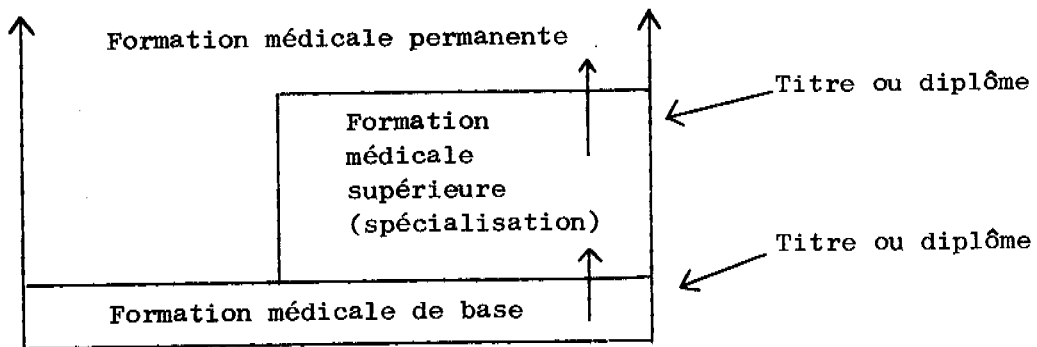 Formation médicale permanente
Titre ou diplôme
Formation
médicale
supérieure
(spécialisation)
Titre ou diplôme
Formation médicale de base